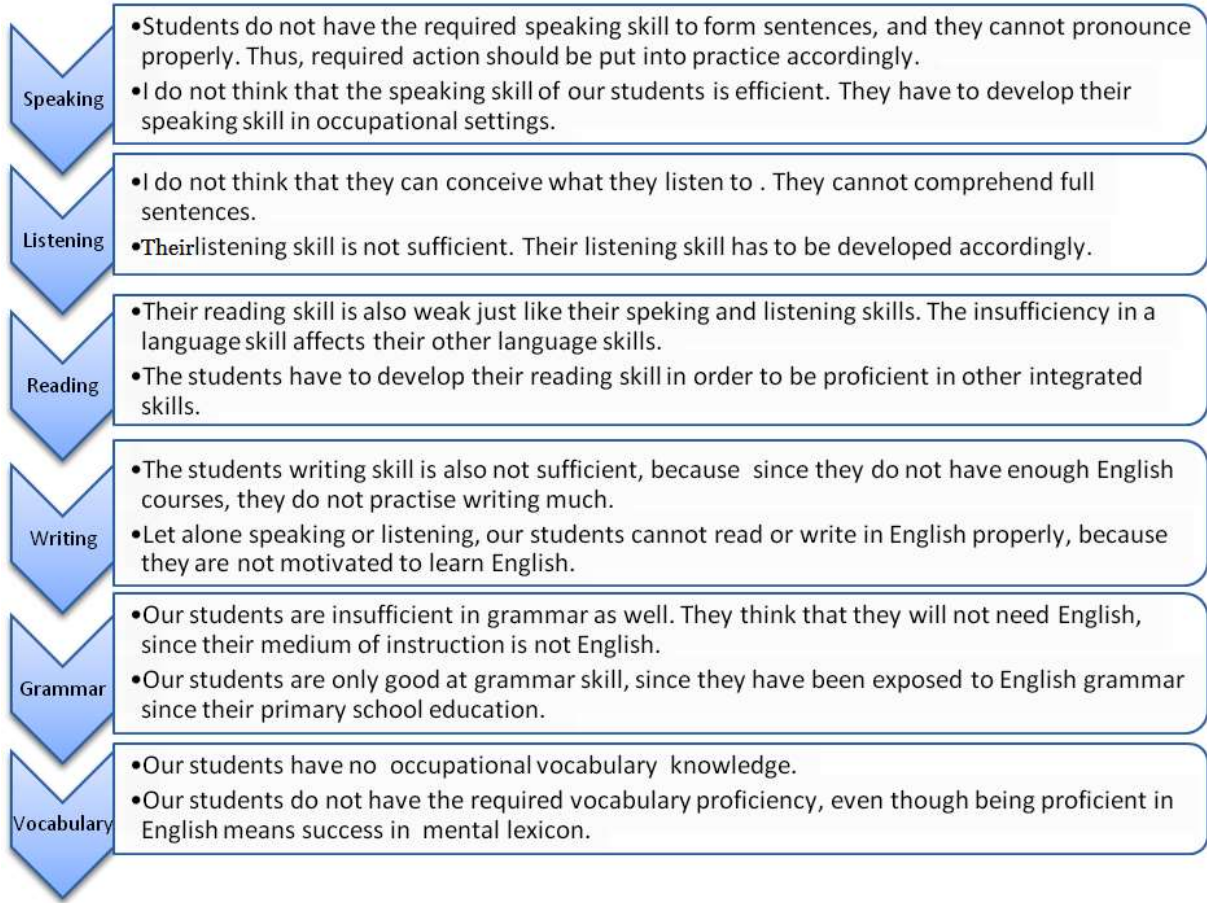 Speaking
•Students do not have the required speaking skill to form sentences, and they cannot pronounce
properly. Thus, required action should be put into practice accordingly.
•I do not think that the speaking skill of our students is efficient. They have to develop their
speaking skill in occupational settings.
Listening
•I do not think that they can conceive what they listen to . They cannot comprehend full
sentences.
•Theirlistening skill is not sufficient. Their listening skill has to be developed accordingly.
Reading
•Their reading skill is also weak just like their speking and listening skills. The insufficiency in a
language skill affects their other language skills.
•The students have to develop their reading skill in order to be proficient in other integrated
skills.
Writing
•The students writing skill is also not sufficient, because since they do not have enough English
courses, they do not practise writing much.
•Let alone speaking or listening, our students cannot read or write in English properly, because
they are not motivated to learn English.
Grammar
•Our students are insufficient in grammar as well. They think that they will not need English,
since their medium of instruction is not English.
•Our students are only good at grammar skill, since they have been exposed to English grammar
since their primary school education.
Vocabulary
•Our students have no occupational vocabulary knowledge.
•Our students do not have the required vocabulary proficiency, even though being proficient in
English means success in mental lexicon.